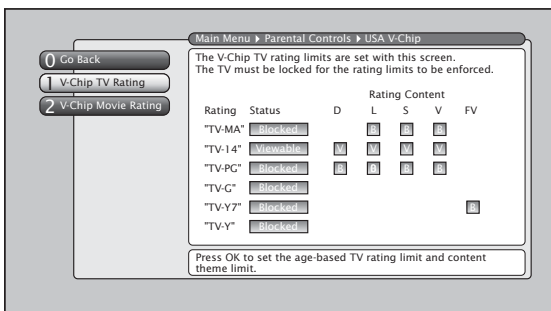 Main Menu ▶ Parental Controls ▶ USA V-Chip
0 Go Back
1 V-Chip TV Rating
2 V-Chip Movie Rating
The V-Chip TV rating limits are set with this screen.
The TV must be locked for the rating limits to be enforced.
Rating Content
Rating Status D L S V FV
"TV-MA" Blocked B B B
"TV-14" Viewable V V V V
"TV-PG" Blocked B B B B
"TV-G" Blocked
"TV-Y7" Blocked B
"TV-Y" Blocked
Press OK to set the age-based TV rating limit and content
theme limit.